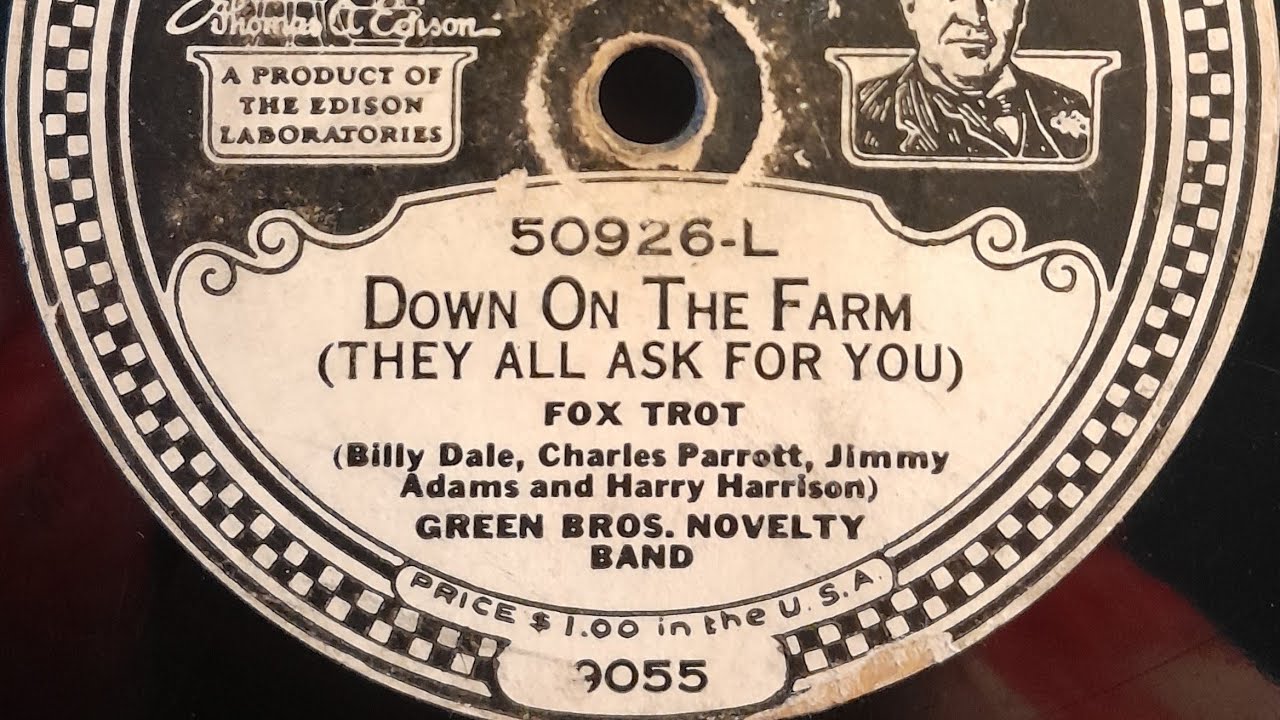 Thomas A Edison
A PRODUCT OF
THE EDISON
LABORATORIES
50926-L
DOWN ON THE FARM
(THEY ALL ASK FOR YOU)
FOX TROT
(Billy Dale, Charles Parrott, Jimmy
Adams and Harry Harrison)
GREEN BROS. NOVELTY
BAND
PRICE $1.00 in the U.S.A.
9055